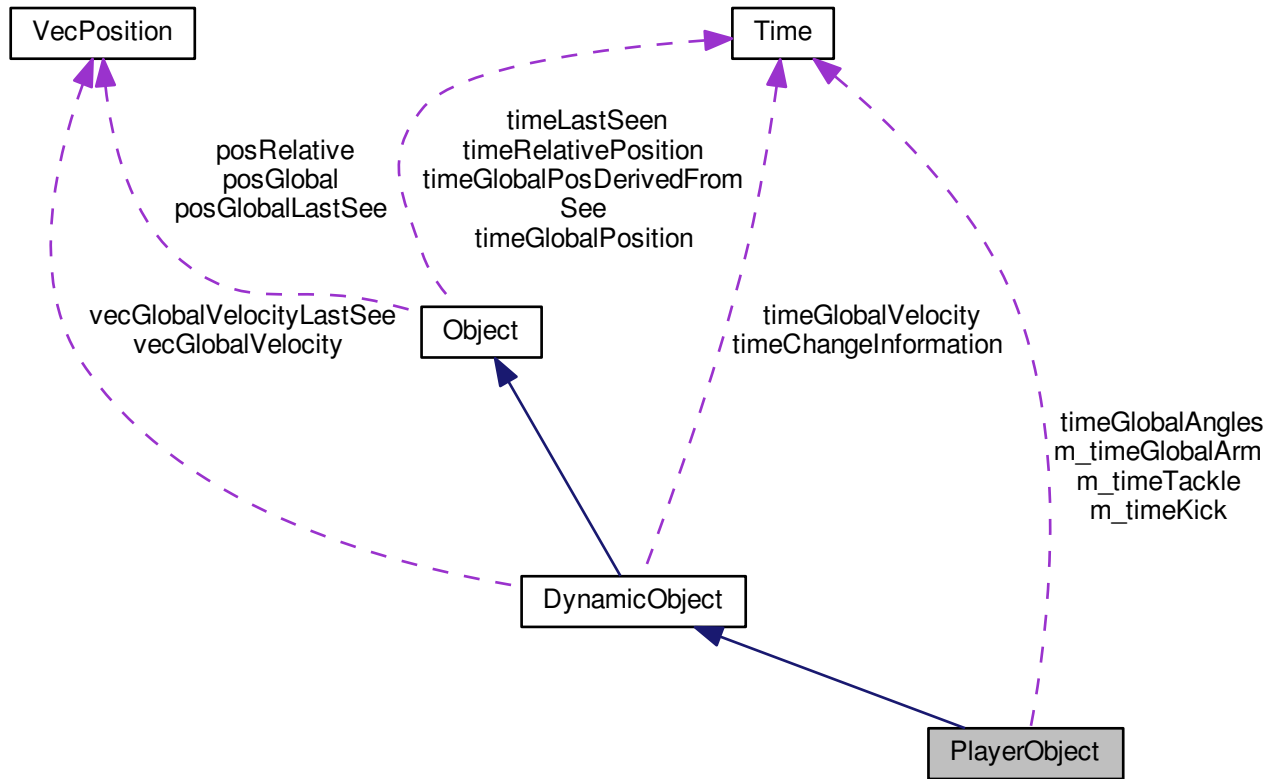 VecPosition
Time
posRelative
posGlobal
posGlobalLastSee
timeLastSeen
timeRelativePosition
timeGlobalPosDerivedFrom
See
timeGlobalPosition
vecGlobalVelocityLastSee
vecGlobalVelocity
Object
timeGlobalVelocity
timeChangeInformation
timeGlobalAngles
m_timeGlobalArm
m_timeTackle
m_timeKick
DynamicObject
PlayerObject